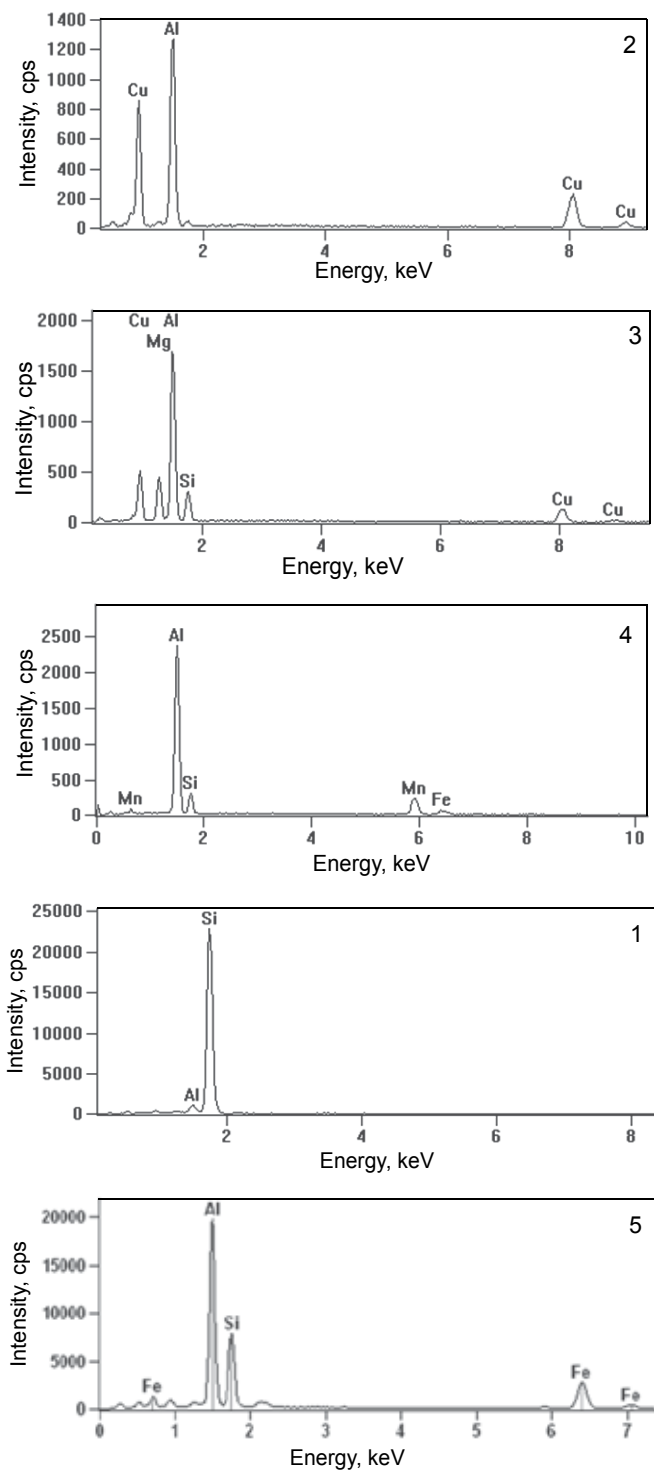 1400
Al
2
1200
Intensity, cps
1000
Cu
800
600
400
Cu
200
Cu
0
2 4 6 8
Energy, keV
2000
Cu Al
3
Mg
Intensity, cps
1500
1000
500
Si
Cu
Cu
0
2 4 6 8
Energy, keV
2500
Al
4
Intensity, cps
2000
1500
1000
500
Mn
Si
Mn
Fe
0
0 2 4 6 8 10
Energy, keV
25000
Si
1
Intensity, cps
20000
15000
10000
5000
Al
0
2 4 6 8
Energy, keV
20000
Al
5
Intensity, cps
15000
10000
Si
5000
Fe
Fe
Fe
0
0 1 2 3 4 5 6 7
Energy, keV